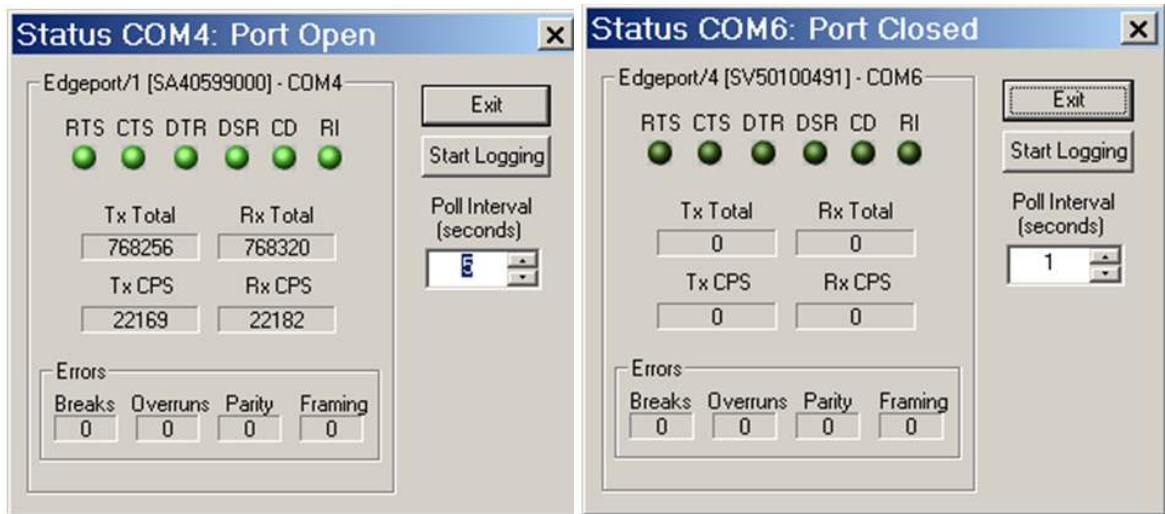 Status COM4: Port Open
Edgeport/1 [SA40599000] - COM4
RTS CTS DTR DSR CD RI
Tx Total Rx Total
768256 768320
Tx CPS Rx CPS
22169 22182
Errors
Breaks Overruns Parity Framing
0 0 0 0
Exit
Start Logging
Poll Interval
(seconds)
5
Status COM6: Port Closed
Edgeport/4 [SV50100491] - COM6
RTS CTS DTR DSR CD RI
Tx Total Rx Total
0 0
Tx CPS Rx CPS
0 0
Errors
Breaks Overruns Parity Framing
0 0 0 0
Exit
Start Logging
Poll Interval
(seconds)
1